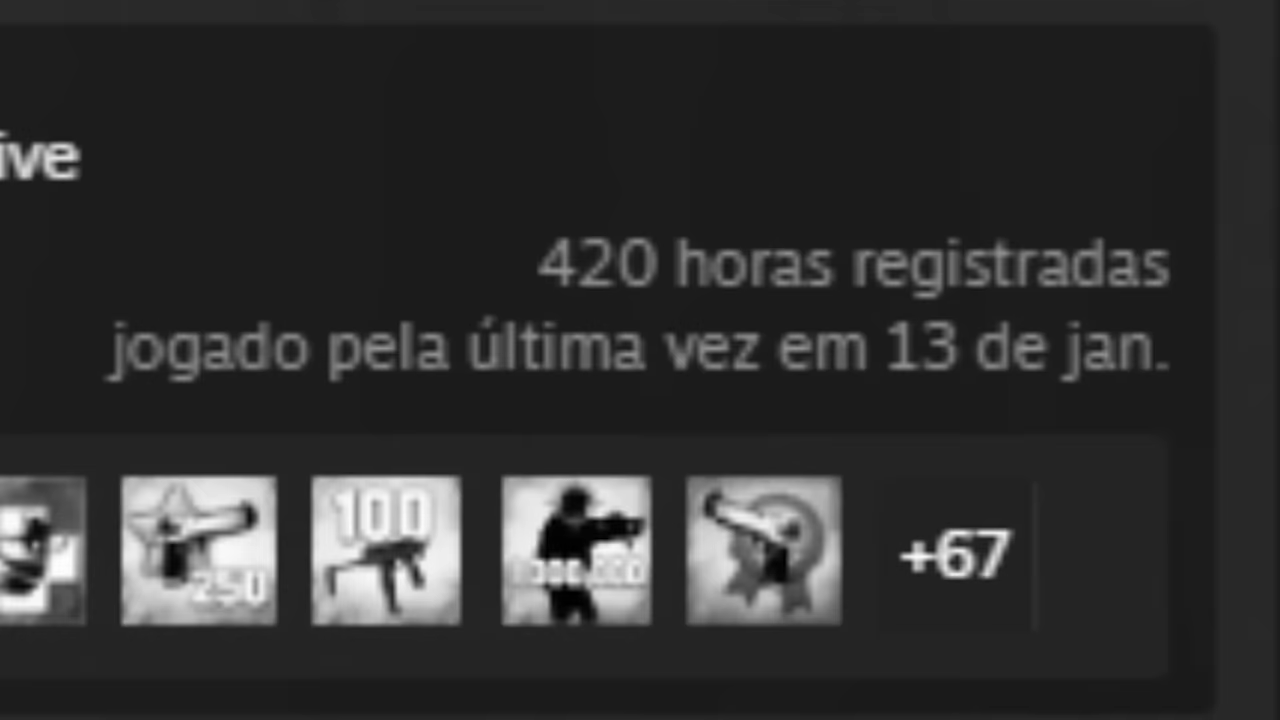 ive
420 horas registradas
jogado pela última vez em 13 de jan.
250
100
+67